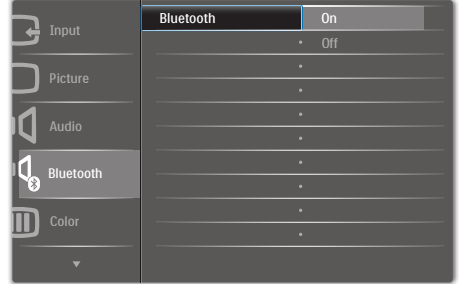 Input
Picture
Audio
Bluetooth
Color
Bluetooth On
Off